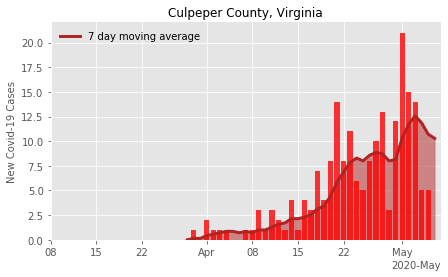 Culpeper County, Virginia
7 day moving average
New Covid-19 Cases
20.0
17.5
15.0
12.5
10.0
7.5
5.0
2.5
0.0
08 15 22 Apr 08 15 22 May
2020-May